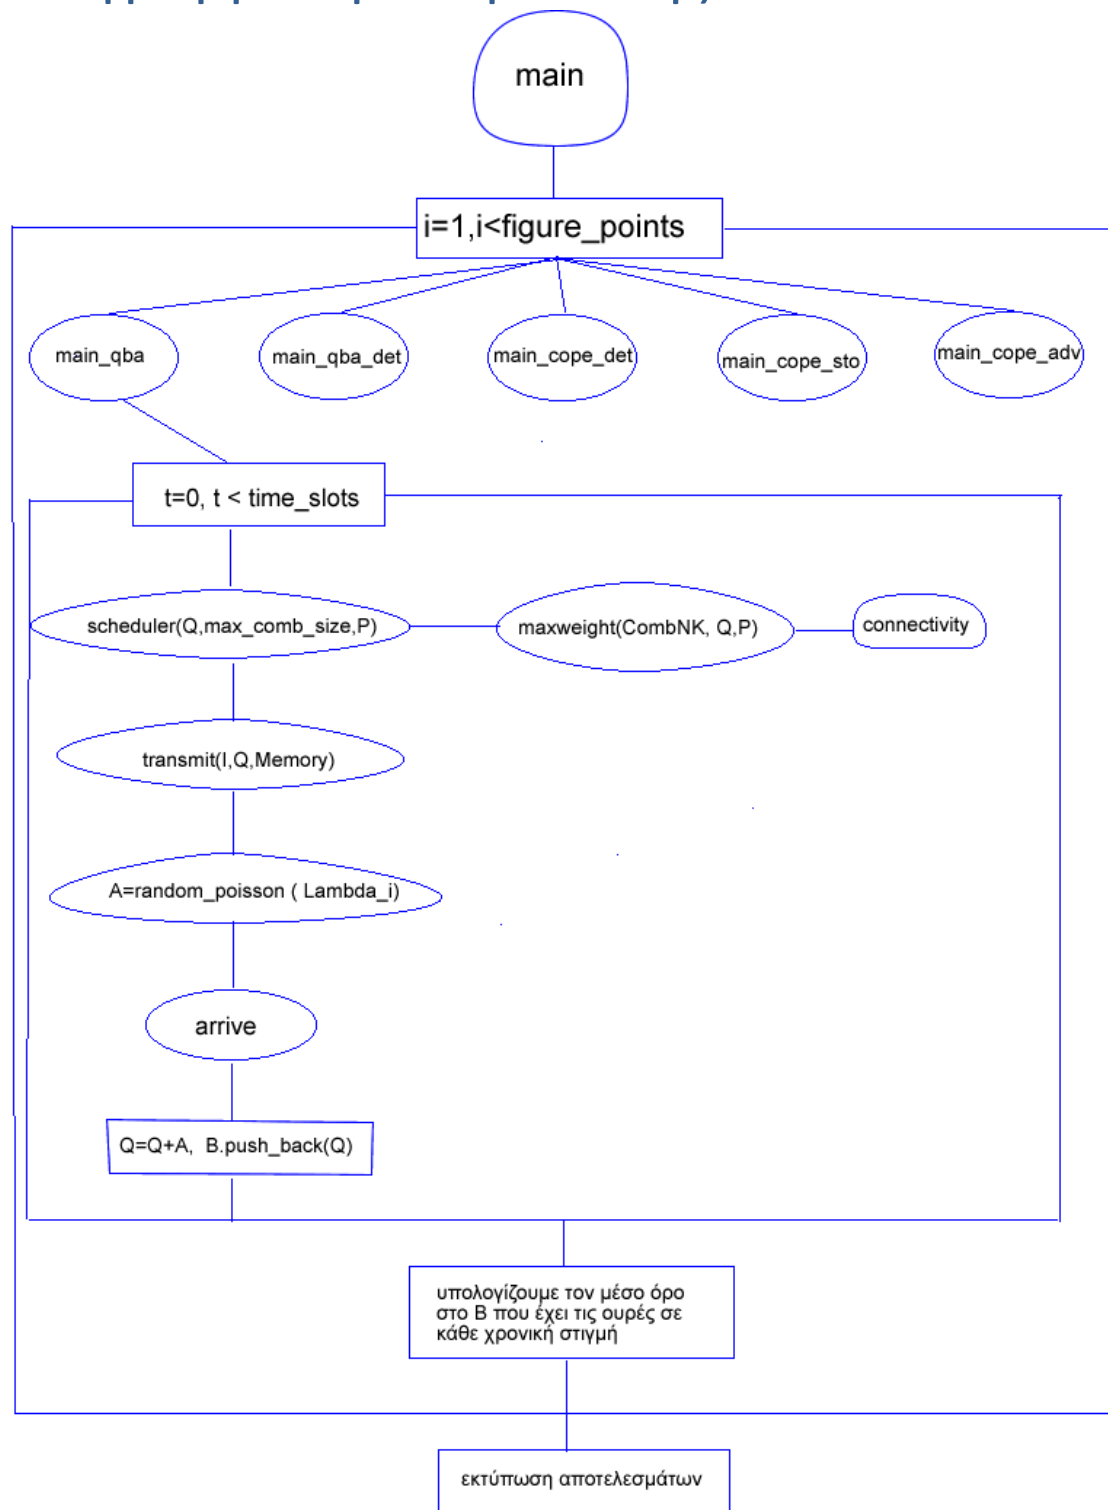 main
i=1,i<figure_points
main_qba
main_qba_det
main_cope_det
main_cope_sto
main_cope_adv
t=0, t < time_slots
scheduler(Q,max_comb_size,P)
maxweight(CombNK, Q,P)
connectivity
transmit(I,Q,Memory)
A=random_poisson ( Lambda_i)
arrive
Q=Q+A, B.push_back(Q)
υπολογίζουμε τον μέσο όρο
στο Β που έχει τις ουρές σε
κάθε χρονική στιγμή
εκτύπωση αποτελεσμάτων